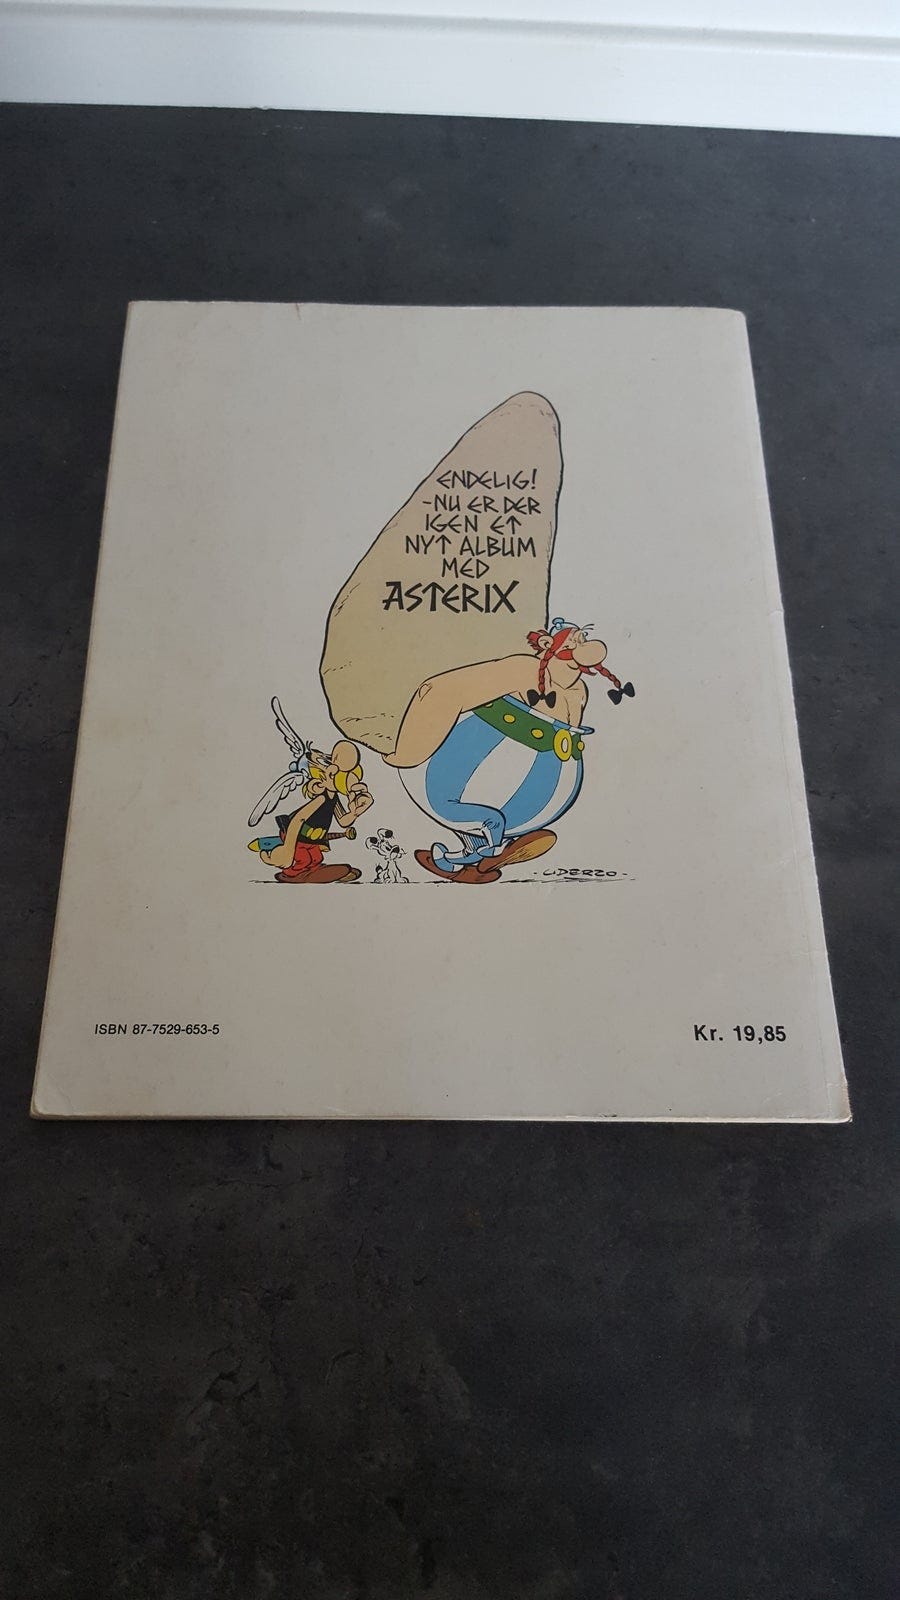 ENDELIG!
-NU ER DER
IGEN ET
NYT ALBUM
MED
ASTERIX
-UDERZO-
ISBN 87-7529-653-5
Kr. 19,85